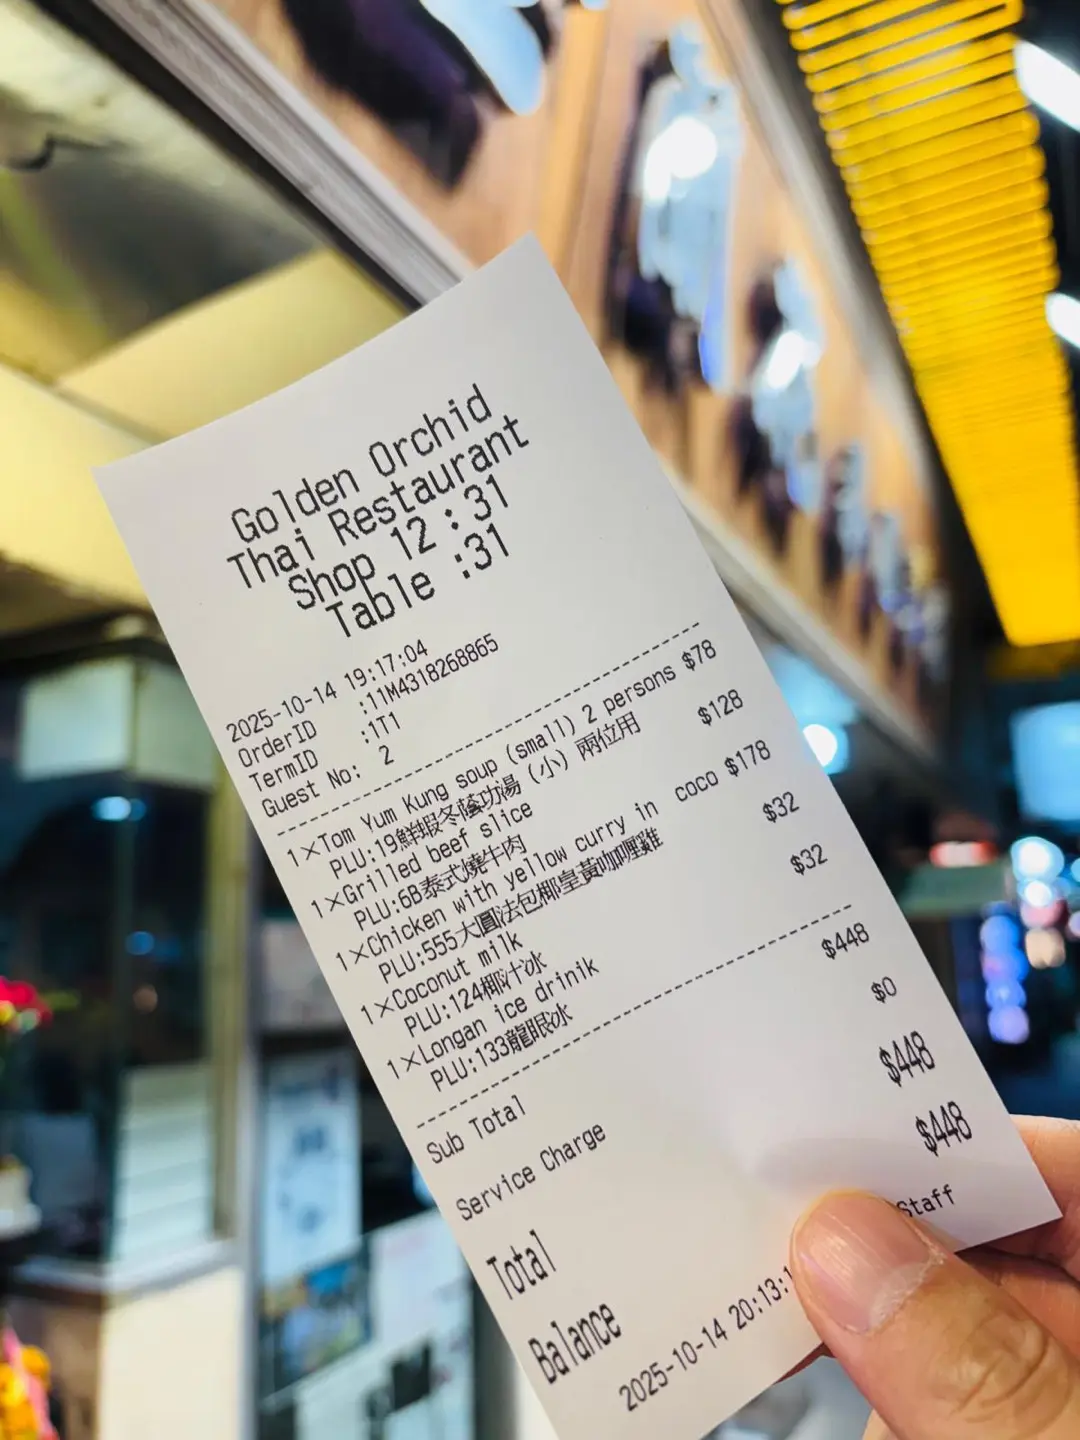 Golden Orchid
Thai Restaurant
Shop 12 :31
Table :31
2025-10-14 19:17:04
OrderID :11M4318268865
TermID :1T1
Guest No: 2
1×Tom Yum Kung soup (small) 2 persons $78
PLU:19鮮蝦冬蔭功湯(小)兩位用
1×Grilled beef slice $128
PLU:6B泰式燒牛肉
1×Chicken with yellow curry in coco $178
PLU:555大圓法包椰皇黃咖喱雞
1×Coconut milk $32
PLU:124椰汁冰
1×Longan ice drinik $32
PLU:133龍眼冰
Sub Total $448
Service Charge $0
Total $448
Balance $448
2025-10-14 20:13: Staff